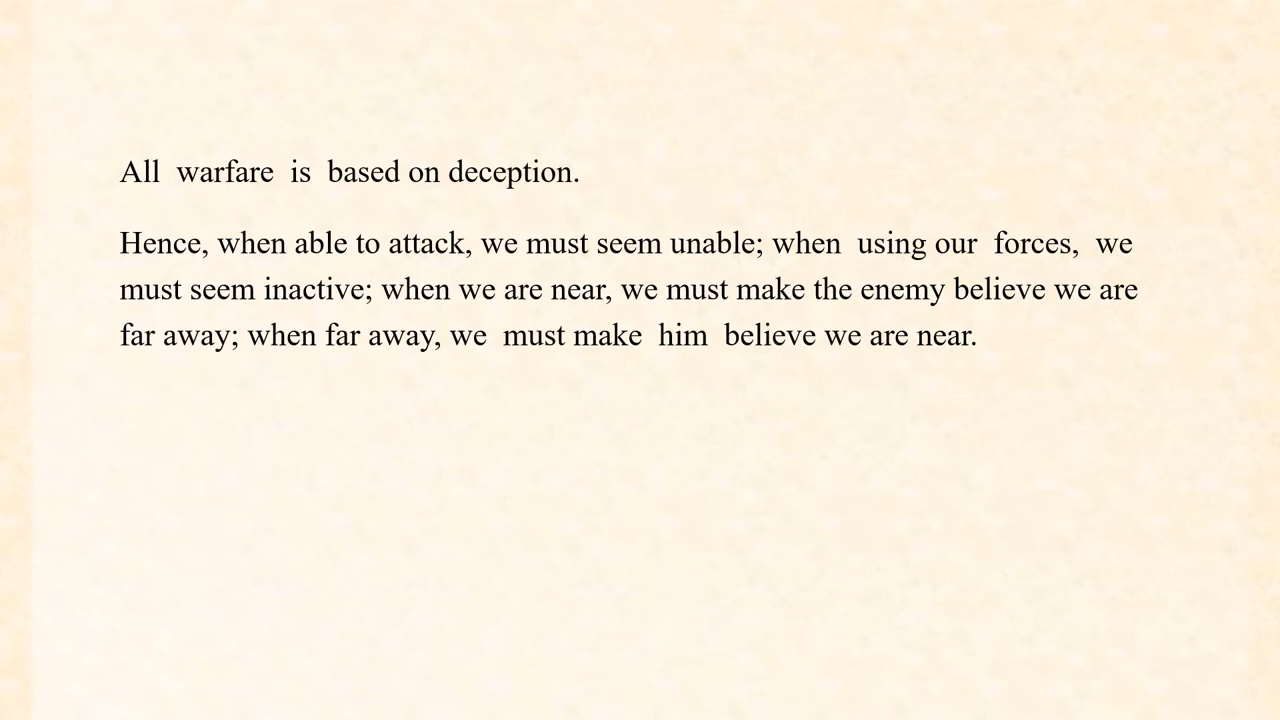 All  warfare  is  based on deception.
Hence, when able to attack, we must seem unable; when  using our  forces,  we
must seem inactive; when we are near, we must make the enemy believe we are
far away; when far away, we  must make  him  believe we are near.